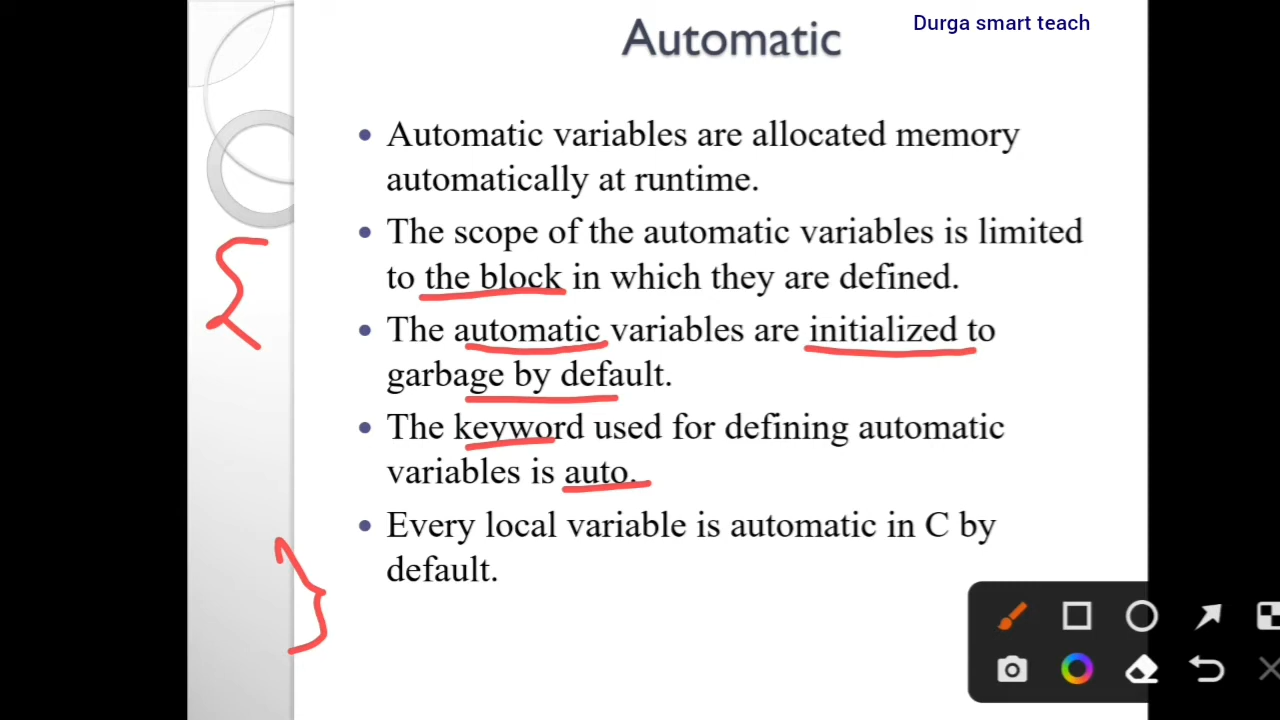 Automatic
Durga smart teach
• Automatic variables are allocated memory
automatically at runtime.
• The scope of the automatic variables is limited
to the block in which they are defined.
• The automatic variables are initialized to
garbage by default.
• The keyword used for defining automatic
variables is auto.
• Every local variable is automatic in C by
default.